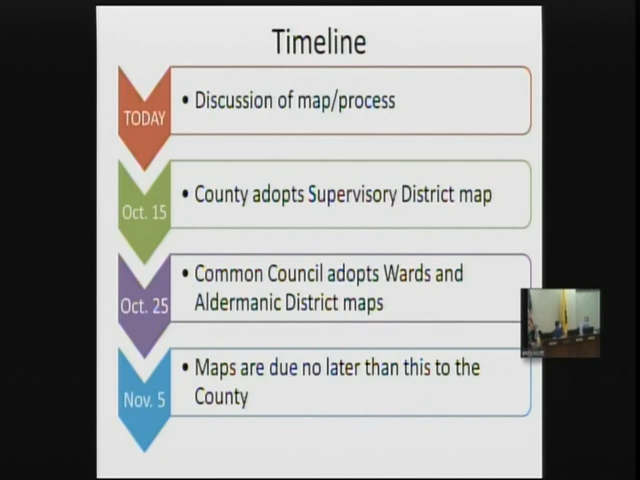 Timeline
TODAY
• Discussion of map/process
Oct. 15
• County adopts Supervisory District map
Oct. 25
• Common Council adopts Wards and
Aldermanic District maps
Nov. 5
• Maps are due no later than this to the
County